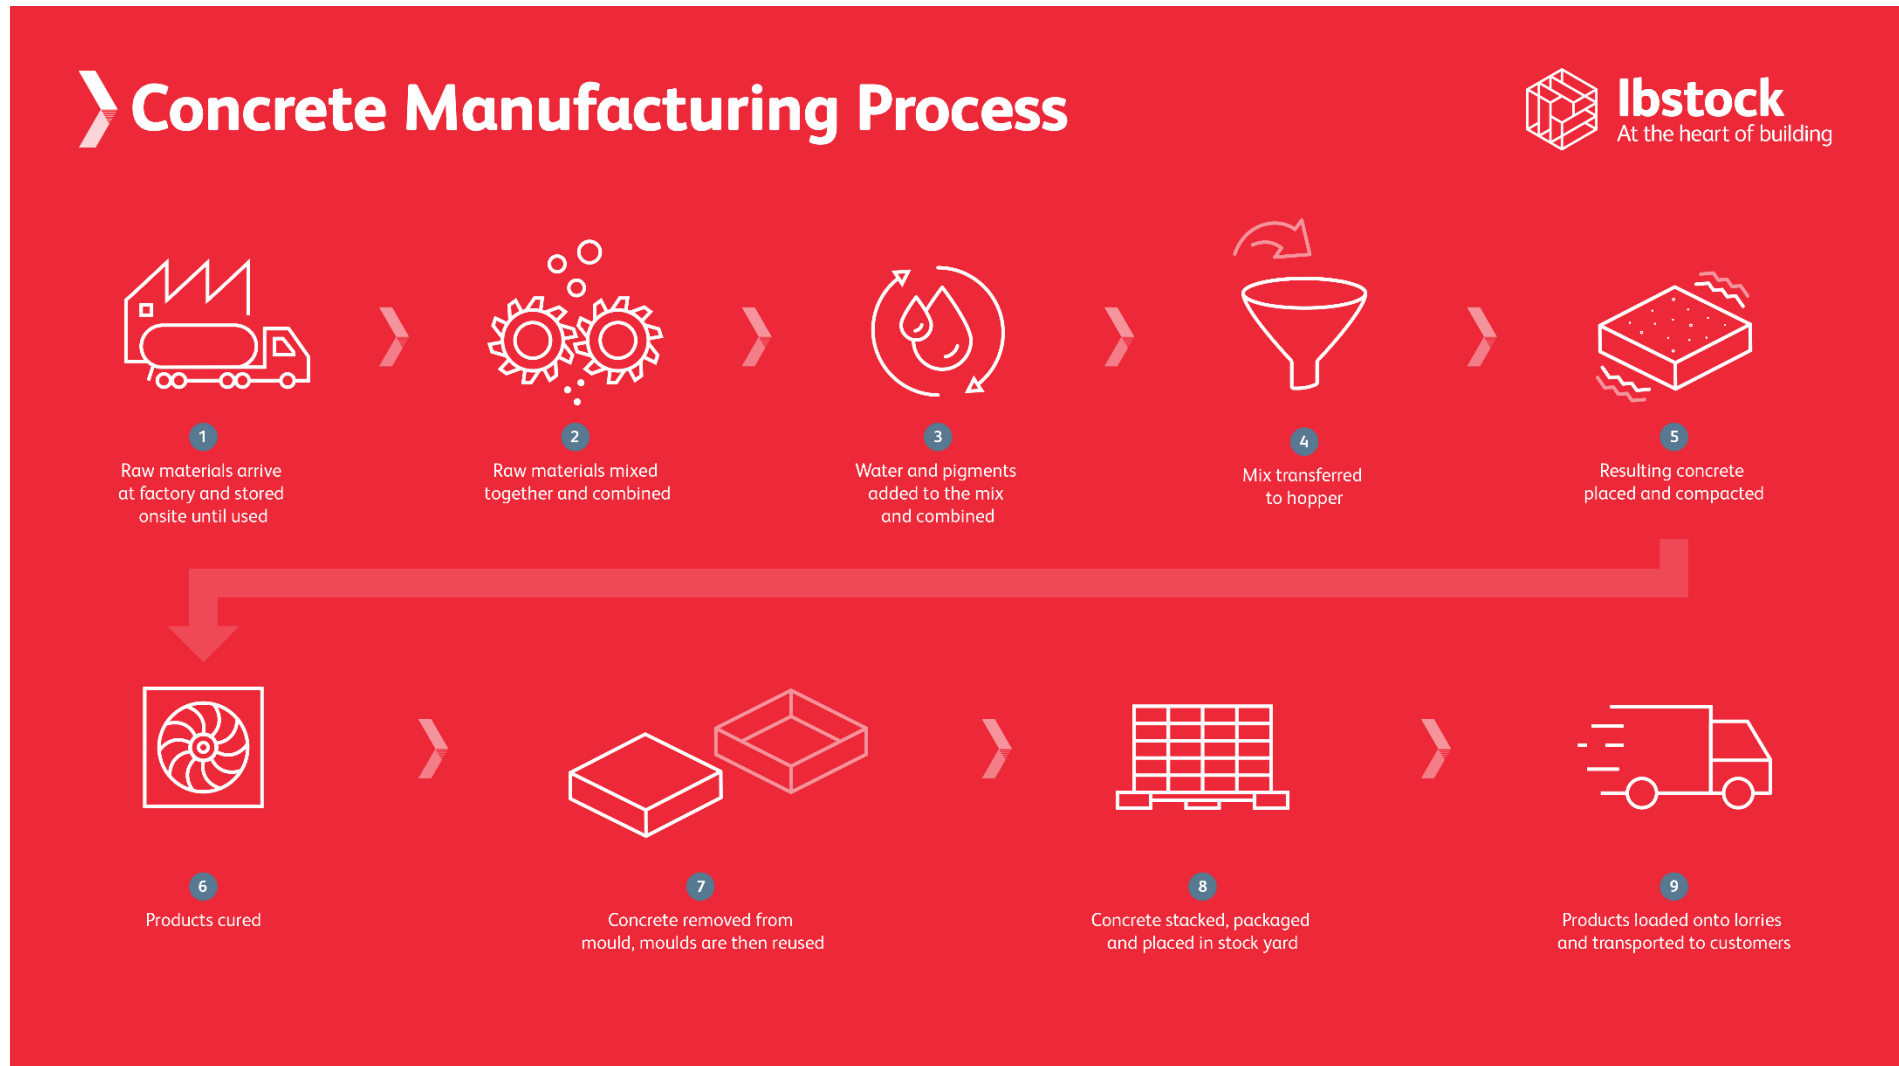 Concrete Manufacturing Process
Ibstock
At the heart of building
1
Raw materials arrive
at factory and stored
onsite until used
2
Raw materials mixed
together and combined
3
Water and pigments
added to the mix
and combined
4
Mix transferred
to hopper
5
Resulting concrete
placed and compacted
6
Products cured
7
Concrete removed from
mould, moulds are then reused
8
Concrete stacked, packaged
and placed in stock yard
9
Products loaded onto lorries
and transported to customers